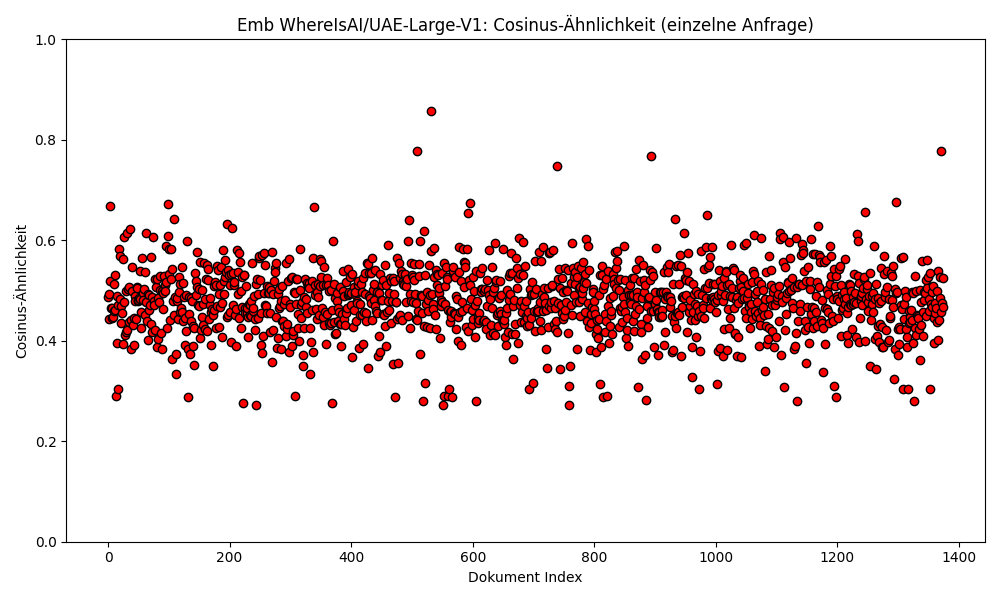 Emb WhereIsAI/UAE-Large-V1: Cosinus-Ähnlichkeit (einzelne Anfrage)
1.0
0.8
0.6
0.4
0.2
0.0
Cosinus-Ähnlichkeit
0 200 400 600 800 1000 1200 1400
Dokument Index